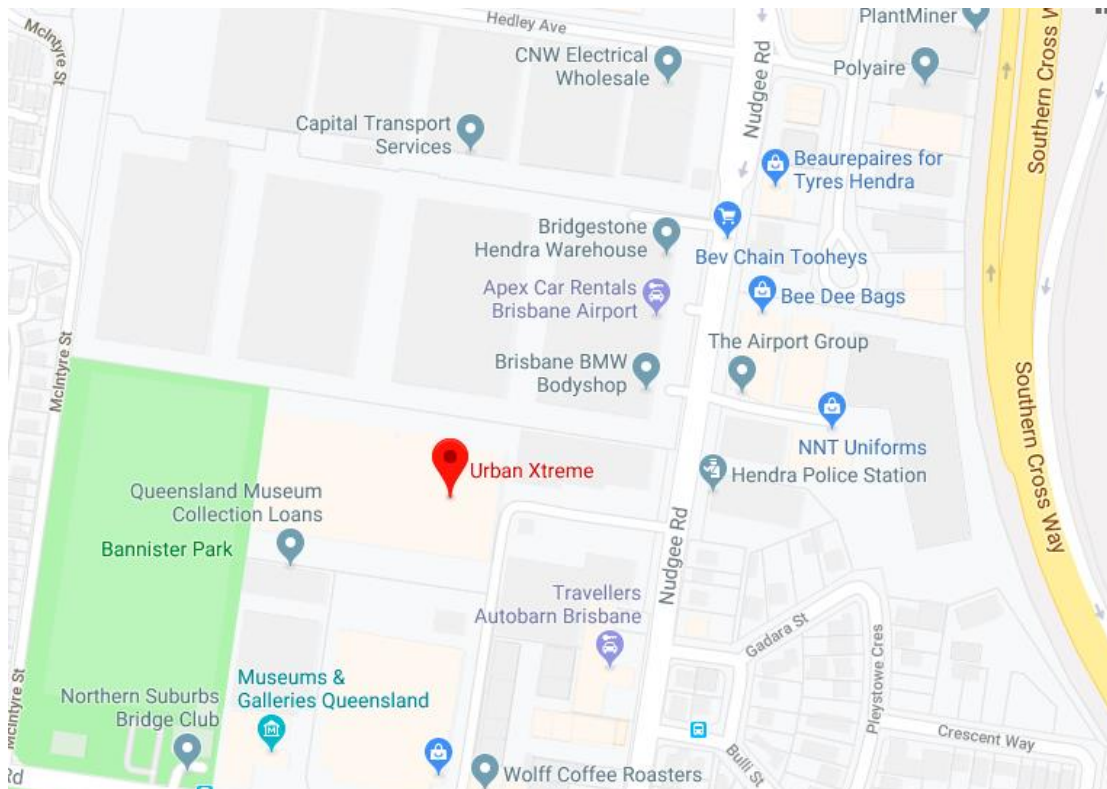 McIntyre St
Hedley Ave
PlantMiner
CNW Electrical
Wholesale
Nudgee Rd
Polyaire
Southern Cross W
Capital Transport
Services
Beaurepaires for
Tyres Hendra
Bridgestone
Hendra Warehouse
Bev Chain Tooheys
Apex Car Rentals
Brisbane Airport
Bee Dee Bags
The Airport Group
Brisbane BMW
Bodyshop
McIntyre St
Southern Cross Way
NNT Uniforms
Urban Xtreme
Hendra Police Station
Queensland Museum
Collection Loans
Bannister Park
Nudgee Rd
Travellers
Autobarn Brisbane
Gadara St
Pleystowe Cres
Museums &
Galleries Queensland
Northern Suburbs
Bridge Club
McIntyre St
Crescent Way
Bulli St
Rd
Wolff Coffee Roasters